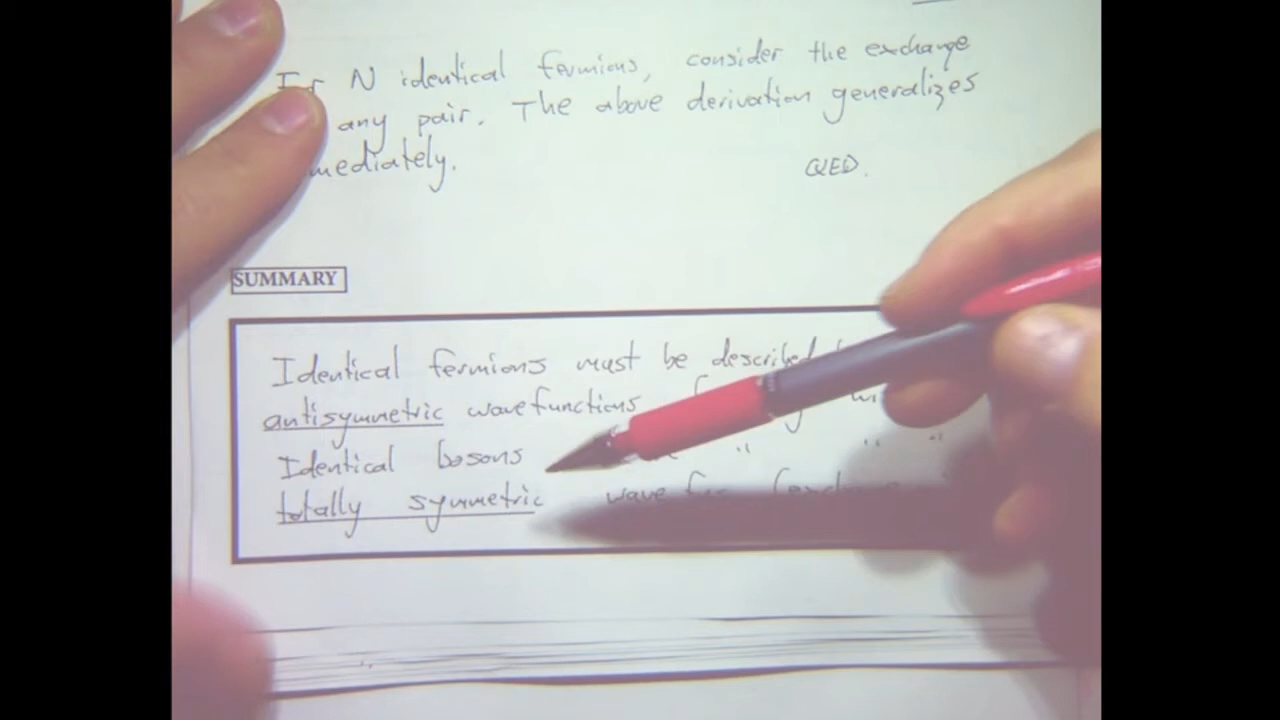 N identical fermions, consider the exchange
any pair. The above derivation generalizes
mediately.
QED.
SUMMARY
Identical fermions must be described
antisymmetric wavefunctions
Identical bosons " " "
totally symmetric wave